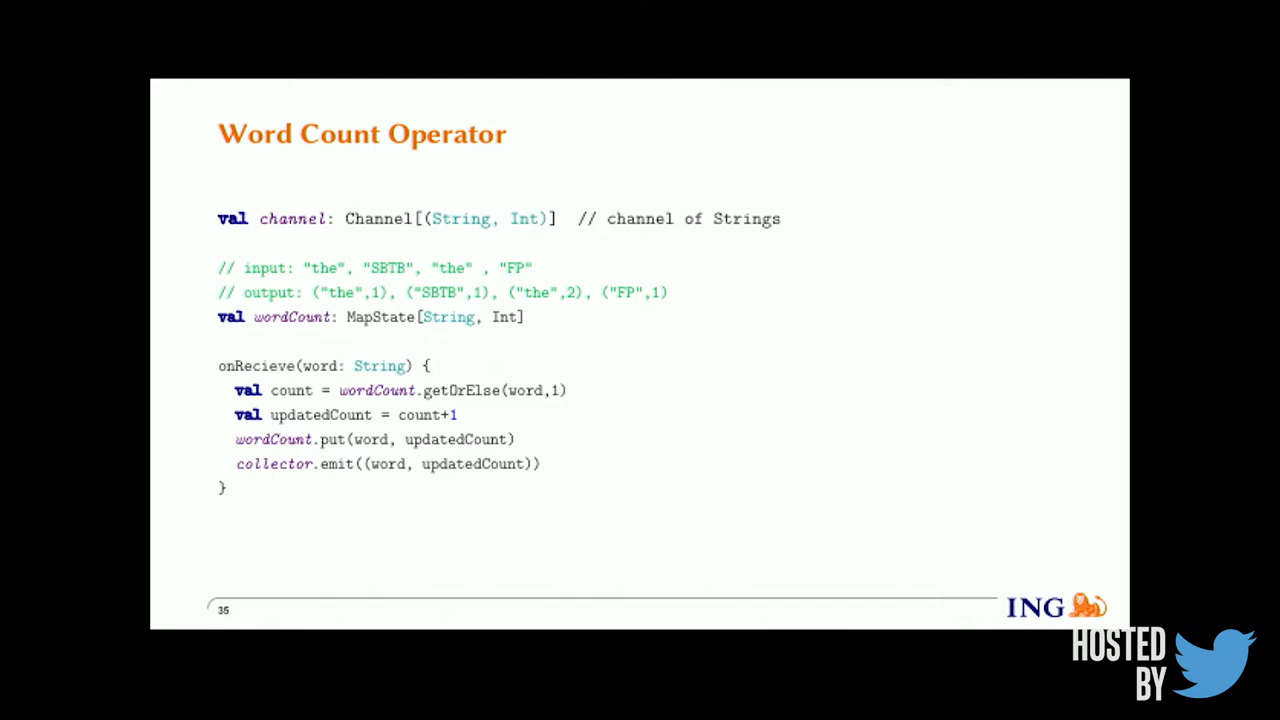 Word Count Operator
val channel: Channel[(String, Int)] // channel of Strings
// input: "the", "SBTB", "the" , "FP"
// output: ("the",1), ("SBTB",1), ("the",2), ("FP",1)
val wordCount: MapState[String, Int]
onRecieve(word: String) {
val count = wordCount.getOrElse(word,1)
val updatedCount = count+1
wordCount.put(word, updatedCount)
collector.emit((word, updatedCount))
}
35
ING
HOSTED
BY